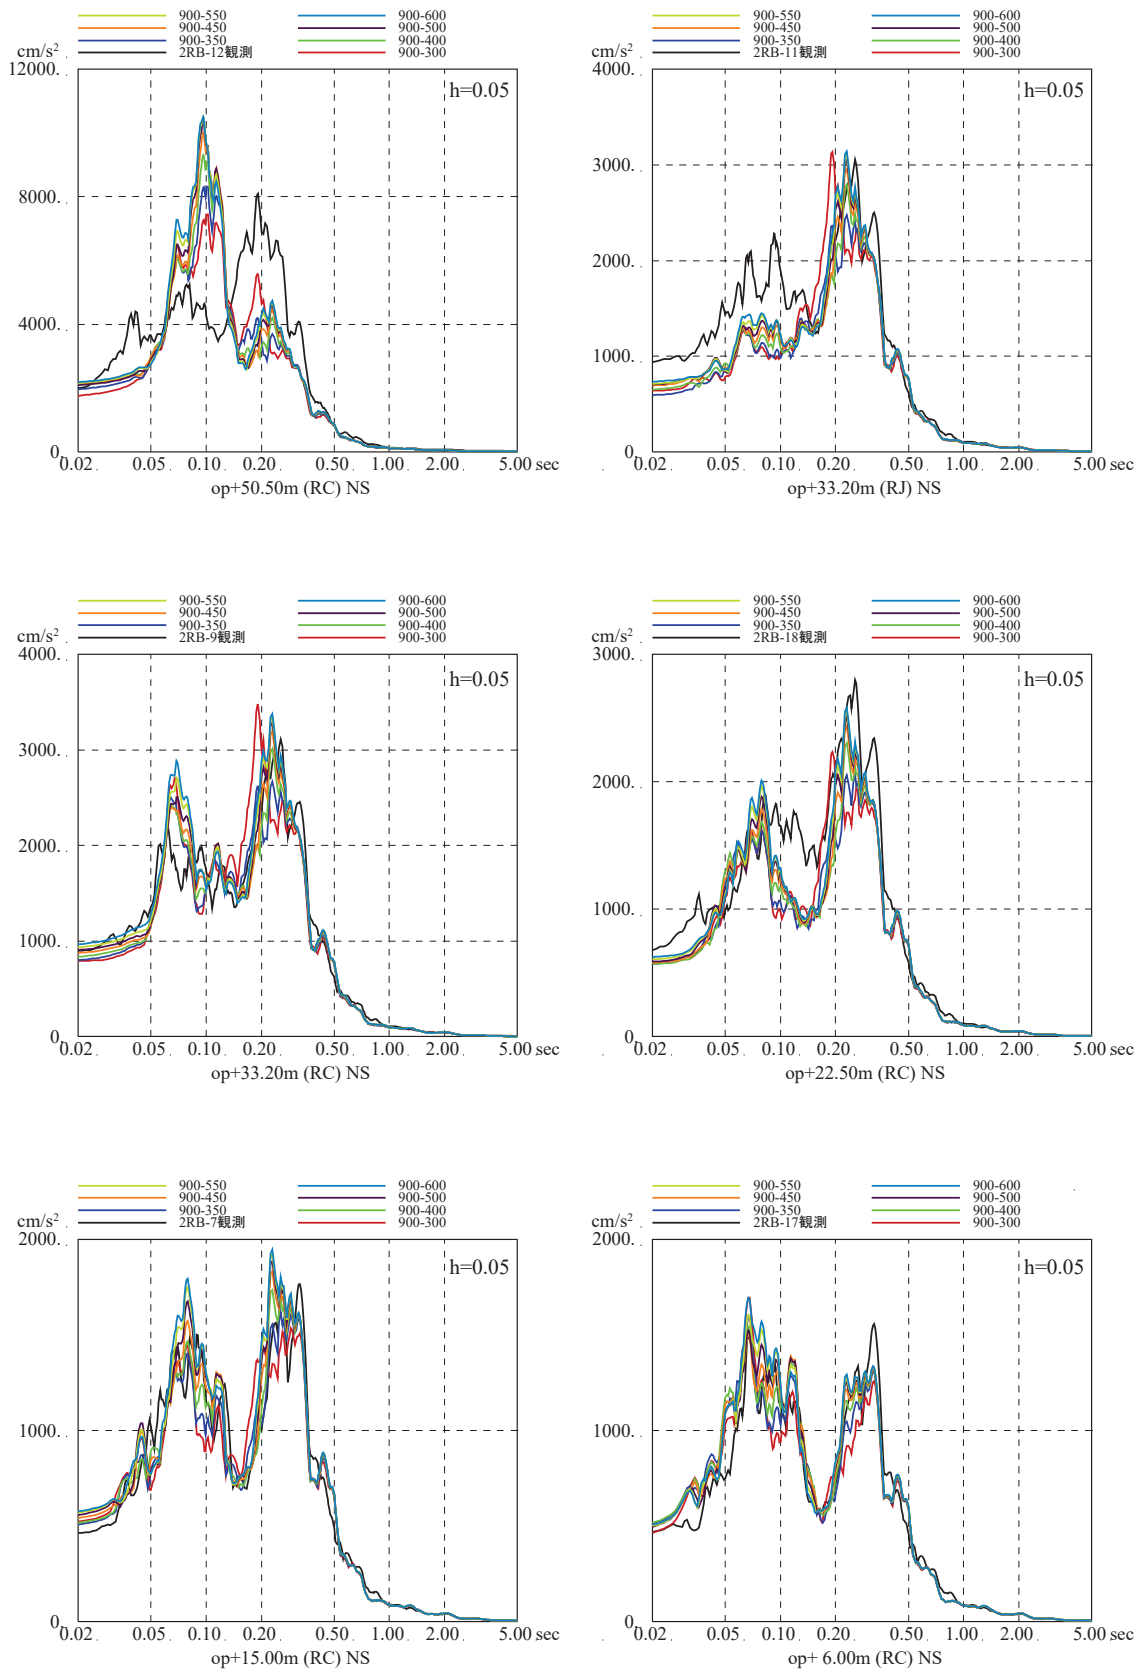 900-550 900-600
900-450 900-500
900-350 900-400
2RB-12観測 900-300
cm/s²
12000.
h=0.05
8000.
4000.
0.
0.02 0.05 0.10 0.20 0.50 1.00 2.00 5.00 sec
op+50.50m (RC) NS
900-550 900-600
900-450 900-500
900-350 900-400
2RB-11観測 900-300
cm/s²
4000.
h=0.05
3000.
2000.
1000.
0.
0.02 0.05 0.10 0.20 0.50 1.00 2.00 5.00 sec
op+33.20m (RJ) NS
900-550 900-600
900-450 900-500
900-350 900-400
2RB-9観測 900-300
cm/s²
4000.
h=0.05
3000.
2000.
1000.
0.
0.02 0.05 0.10 0.20 0.50 1.00 2.00 5.00 sec
op+33.20m (RC) NS
900-550 900-600
900-450 900-500
900-350 900-400
2RB-18観測 900-300
cm/s²
3000.
h=0.05
2000.
1000.
0.
0.02 0.05 0.10 0.20 0.50 1.00 2.00 5.00 sec
op+22.50m (RC) NS
900-550 900-600
900-450 900-500
900-350 900-400
2RB-7観測 900-300
cm/s²
2000.
h=0.05
1000.
0.
0.02 0.05 0.10 0.20 0.50 1.00 2.00 5.00 sec
op+15.00m (RC) NS
900-550 900-600
900-450 900-500
900-350 900-400
2RB-17観測 900-300
cm/s²
2000.
h=0.05
1000.
0.
0.02 0.05 0.10 0.20 0.50 1.00 2.00 5.00 sec
op+ 6.00m (RC) NS